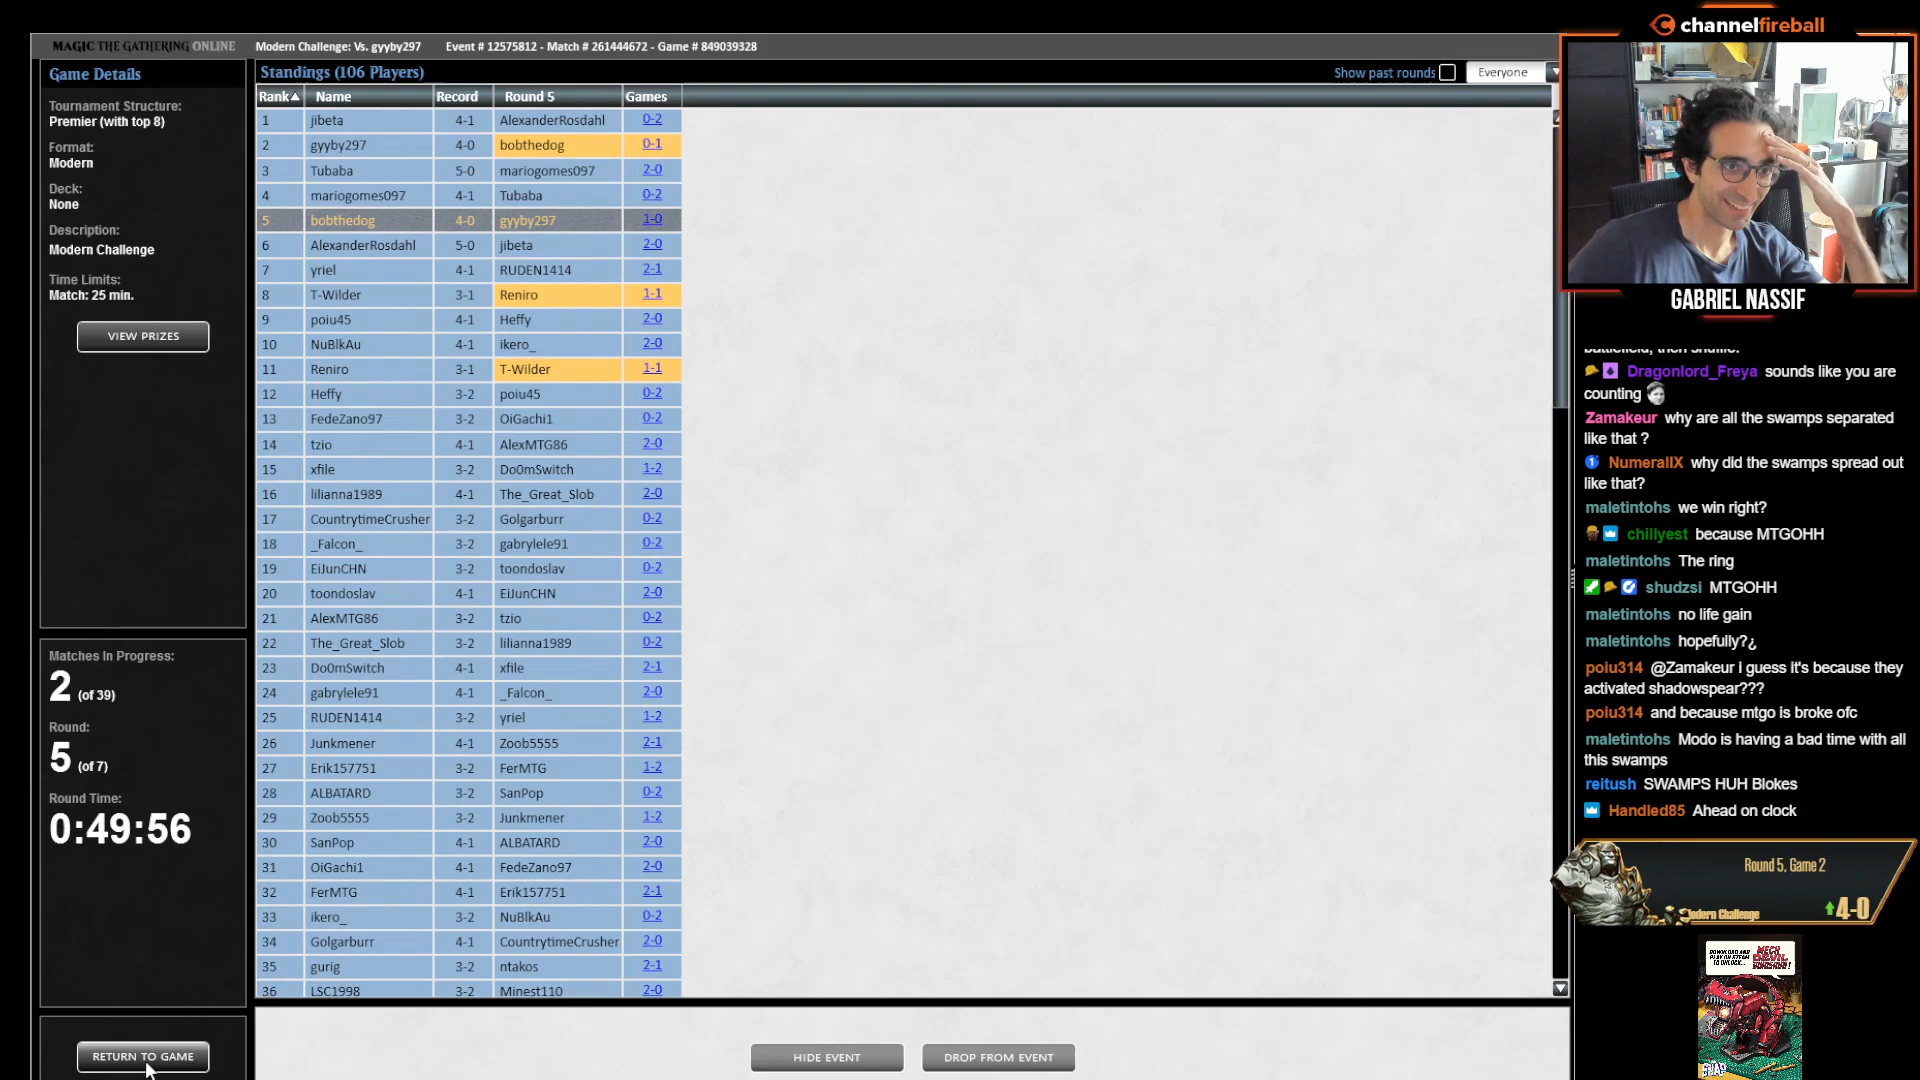 channelfireball
MAGIC THE GATHERING ONLINE
Modern Challenge: Vs. gyyby297 Event # 12575812 - Match # 261444672 - Game # 849039328
Game Details
Tournament Structure:
Premier (with top 8)
Format:
Modern
Deck:
None
Description:
Modern Challenge
Time Limits:
Match: 25 min.
VIEW PRIZES
Matches In Progress:
2 (of 39)
Round:
5 (of 7)
Round Time:
0:49:56
RETURN TO GAME
Standings (106 Players)
Show past rounds Everyone
Rank Name Record Round 5 Games
1 jibeta 4-1 AlexanderRosdahl 0-2
2 gyyby297 4-0 bobthedog 0-1
3 Tubaba 5-0 mariogomes097 2-0
4 mariogomes097 4-1 Tubaba 0-2
5 bobthedog 4-0 gyyby297 1-0
6 AlexanderRosdahl 5-0 jibeta 2-0
7 yriel 4-1 RUDEN1414 2-1
8 T-Wilder 3-1 Reniro 1-1
9 poiu45 4-1 Heffy 2-0
10 NuBlkAu 4-1 ikero_ 2-0
11 Reniro 3-1 T-Wilder 1-1
12 Heffy 3-2 poiu45 0-2
13 FedeZano97 3-2 OiGachi1 0-2
14 tzio 4-1 AlexMTG86 2-0
15 xfile 3-2 Do0mSwitch 1-2
16 lilianna1989 4-1 The_Great_Slob 2-0
17 CountrytimeCrusher 3-2 Golgarburr 0-2
18 _Falcon_ 3-2 gabrylele91 0-2
19 EiJunCHN 3-2 toondoslav 0-2
20 toondoslav 4-1 EiJunCHN 2-0
21 AlexMTG86 3-2 tzio 0-2
22 The_Great_Slob 3-2 lilianna1989 0-2
23 Do0mSwitch 4-1 xfile 2-1
24 gabrylele91 4-1 _Falcon_ 2-0
25 RUDEN1414 3-2 yriel 1-2
26 Junkmener 4-1 Zoob5555 2-1
27 Erik157751 3-2 FerMTG 1-2
28 ALBATARD 3-2 SanPop 0-2
29 Zoob5555 3-2 Junkmener 1-2
30 SanPop 4-1 ALBATARD 2-0
31 OiGachi1 4-1 FedeZano97 2-0
32 FerMTG 4-1 Erik157751 2-1
33 ikero_ 3-2 NuBlkAu 0-2
34 Golgarburr 4-1 CountrytimeCrusher 2-0
35 gurig 3-2 ntakos 2-1
36 LSC1998 3-2 Minest110 2-0
HIDE EVENT DROP FROM EVENT
GABRIEL NASSIF
battlefield, then shuffle.
Dragonlord_Freya sounds like you are
counting
Zamakeur why are all the swamps separated
like that ?
NumerallX why did the swamps spread out
like that?
maletintohs we win right?
chillyest because MTGOHH
maletintohs The ring
shudzsi MTGOHH
maletintohs no life gain
maletintohs hopefully?¿
poiu314 @Zamakeur i guess it's because they
activated shadowspear???
poiu314 and because mtgo is broke ofc
maletintohs Modo is having a bad time with all
this swamps
reitush SWAMPS HUH Blokes
Handled85 Ahead on clock
Round 5, Game 2
Modern Challenge 4-0
DOWNLOAD AND
PLAY ON STEAM
TO UNLOCK...
SNAP